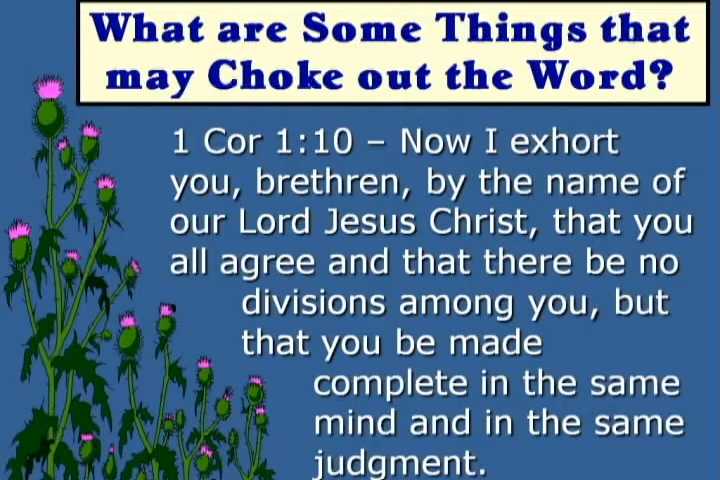 What are Some Things that
may Choke out the Word?
1 Cor 1:10 – Now I exhort
you, brethren, by the name of
our Lord Jesus Christ, that you
all agree and that there be no
divisions among you, but
that you be made
complete in the same
mind and in the same
judgment.